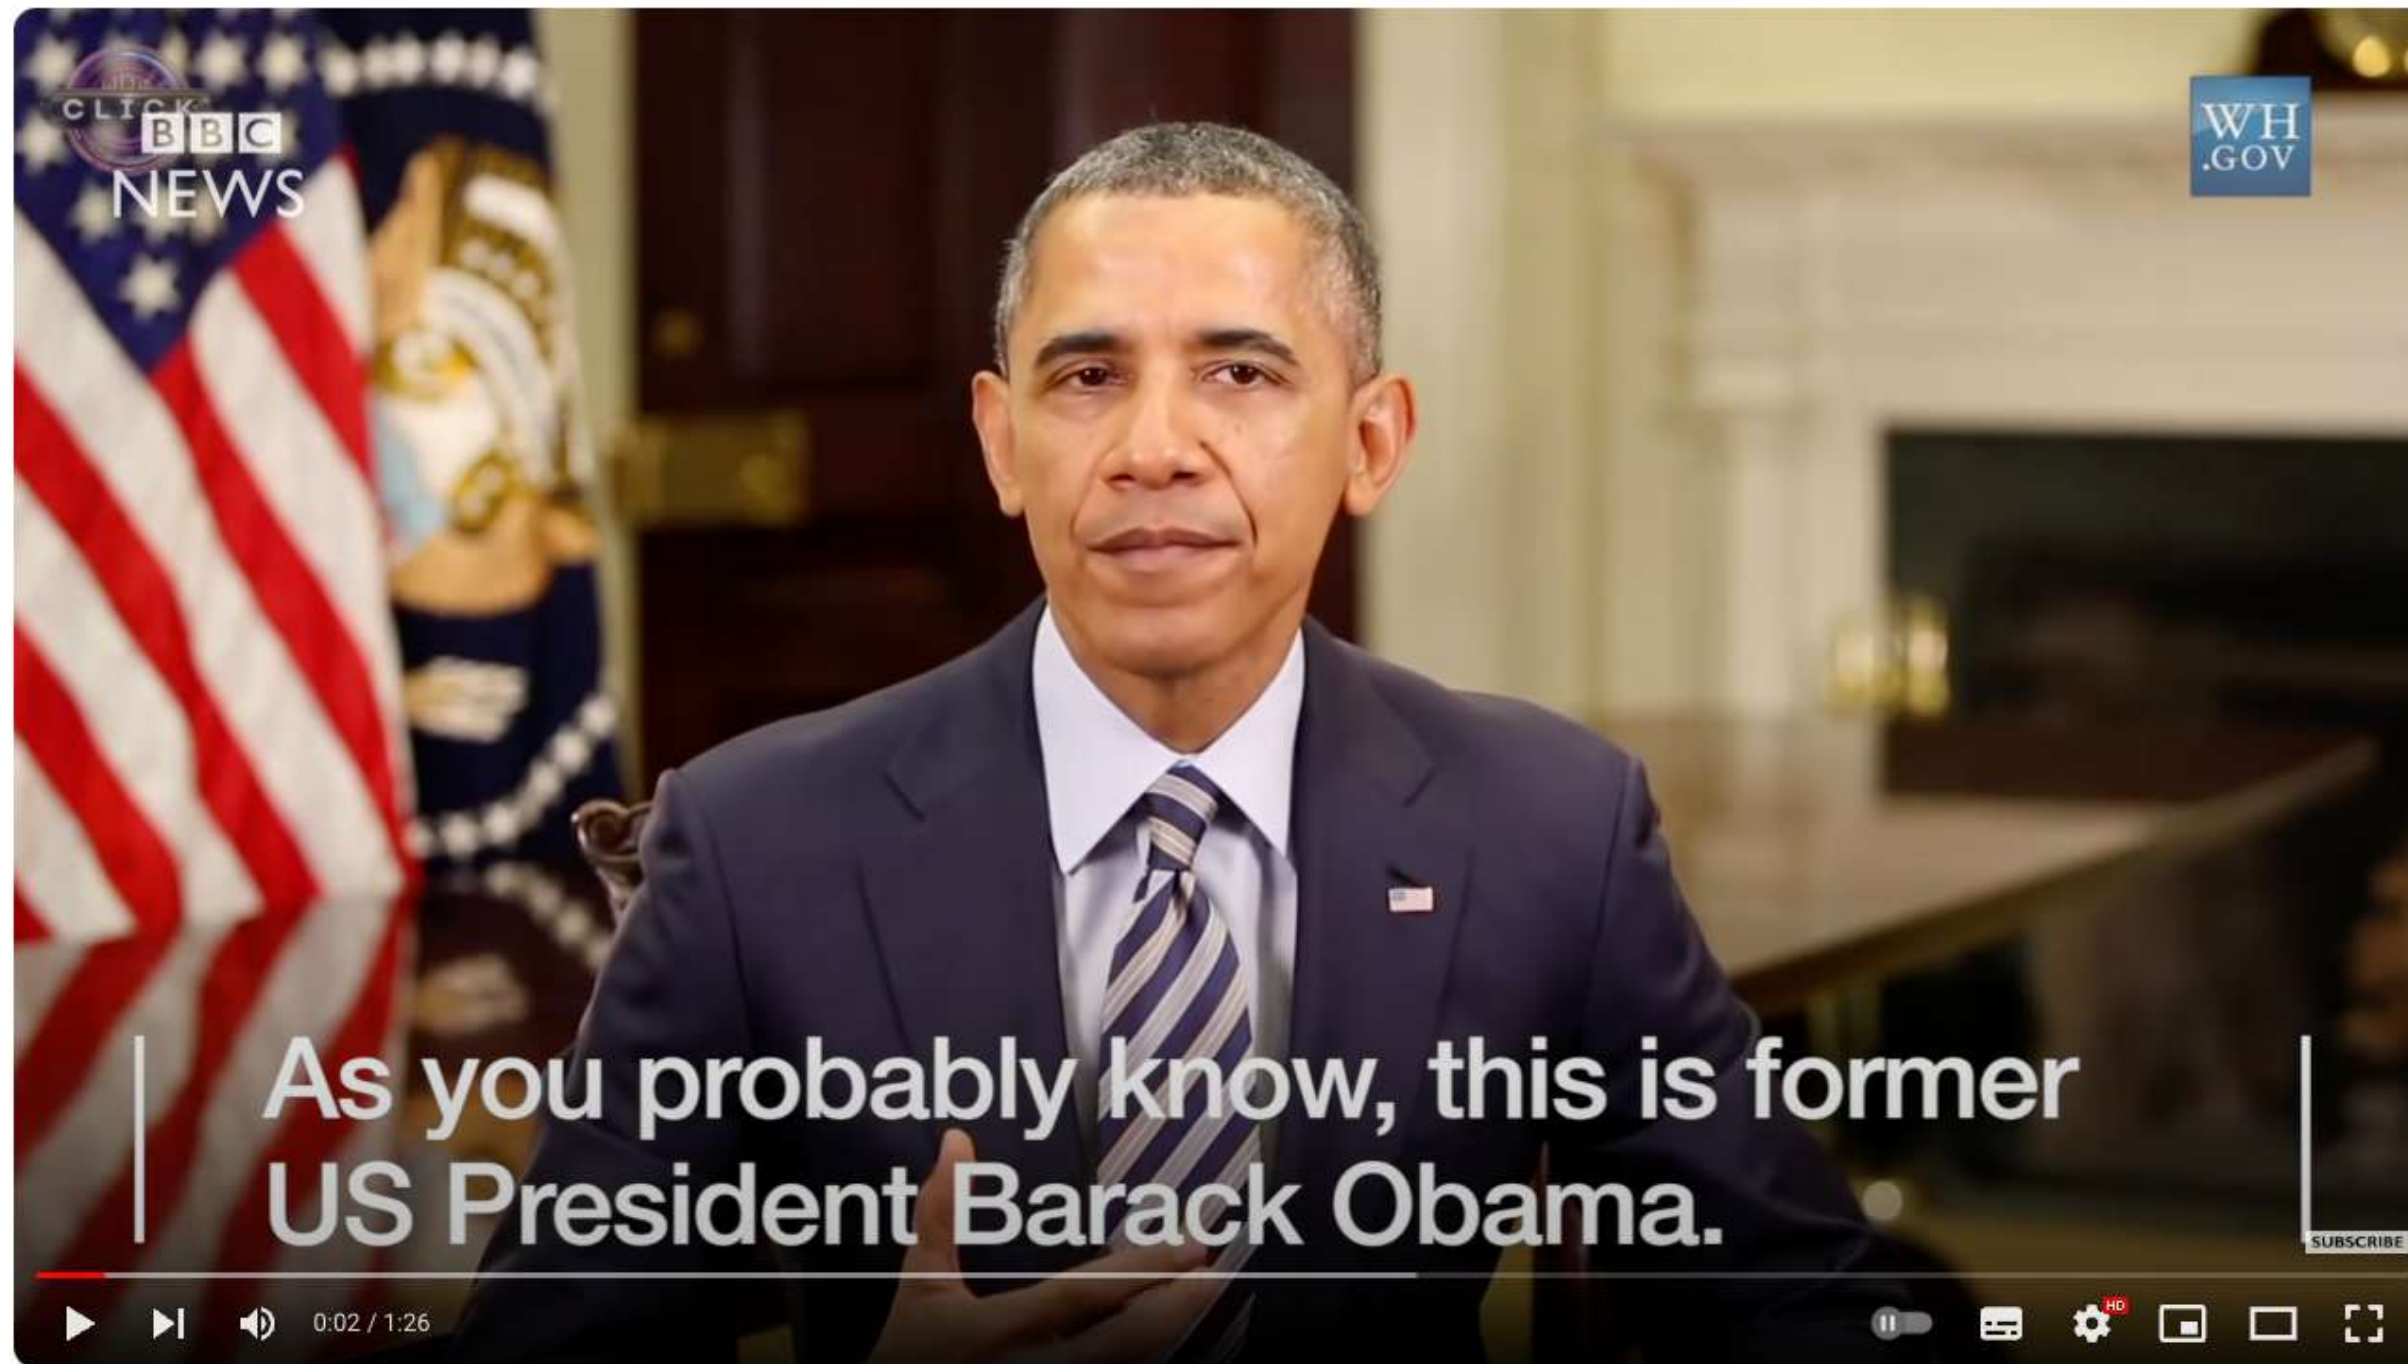 CLICK
BBC
NEWS
WH
.GOV
As you probably know, this is former
US President Barack Obama.
SUBSCRIBE
0:02 / 1:26
HD